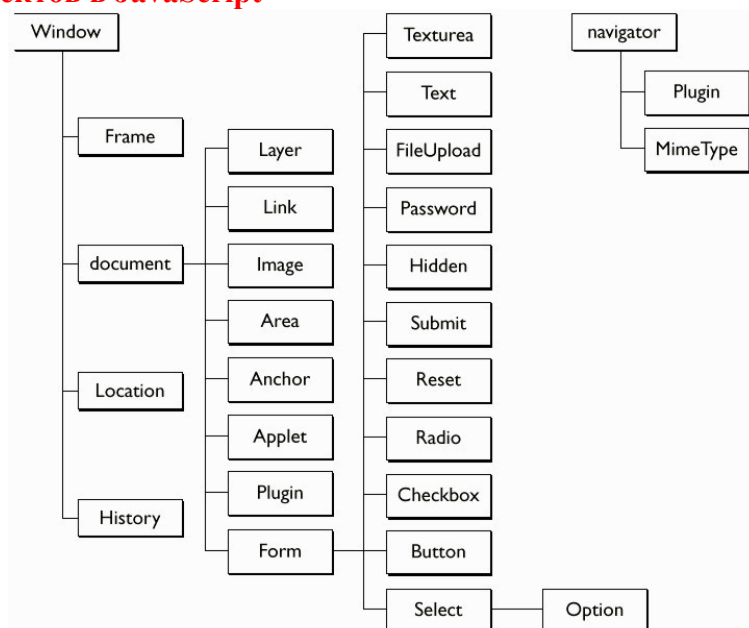 в JavaScript
Window
Frame
document
Location
History
Layer
Link
Image
Area
Anchor
Applet
Plugin
Form
Texturea
Text
FileUpload
Password
Hidden
Submit
Reset
Radio
Checkbox
Button
Select
Option
navigator
Plugin
MimeType